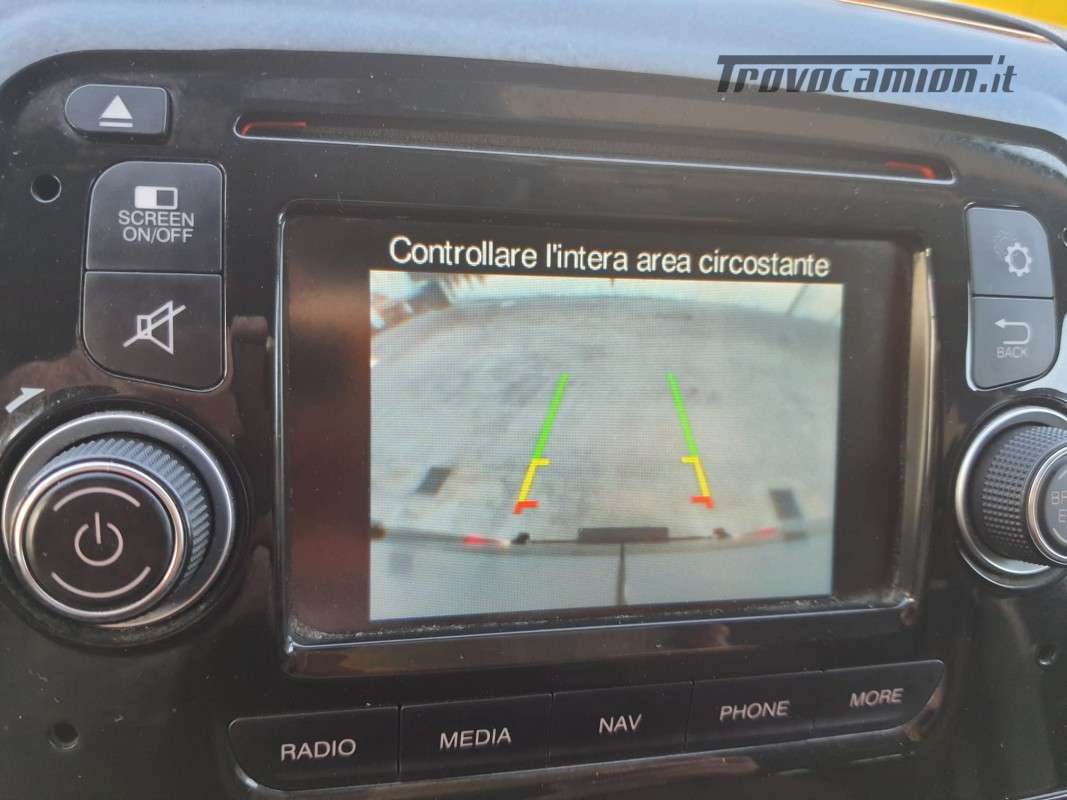 Trovocamion.it
SCREEN
ON/OFF
Controllare l'intera area circostante
BACK
RADIO
MEDIA
NAV
PHONE
MORE